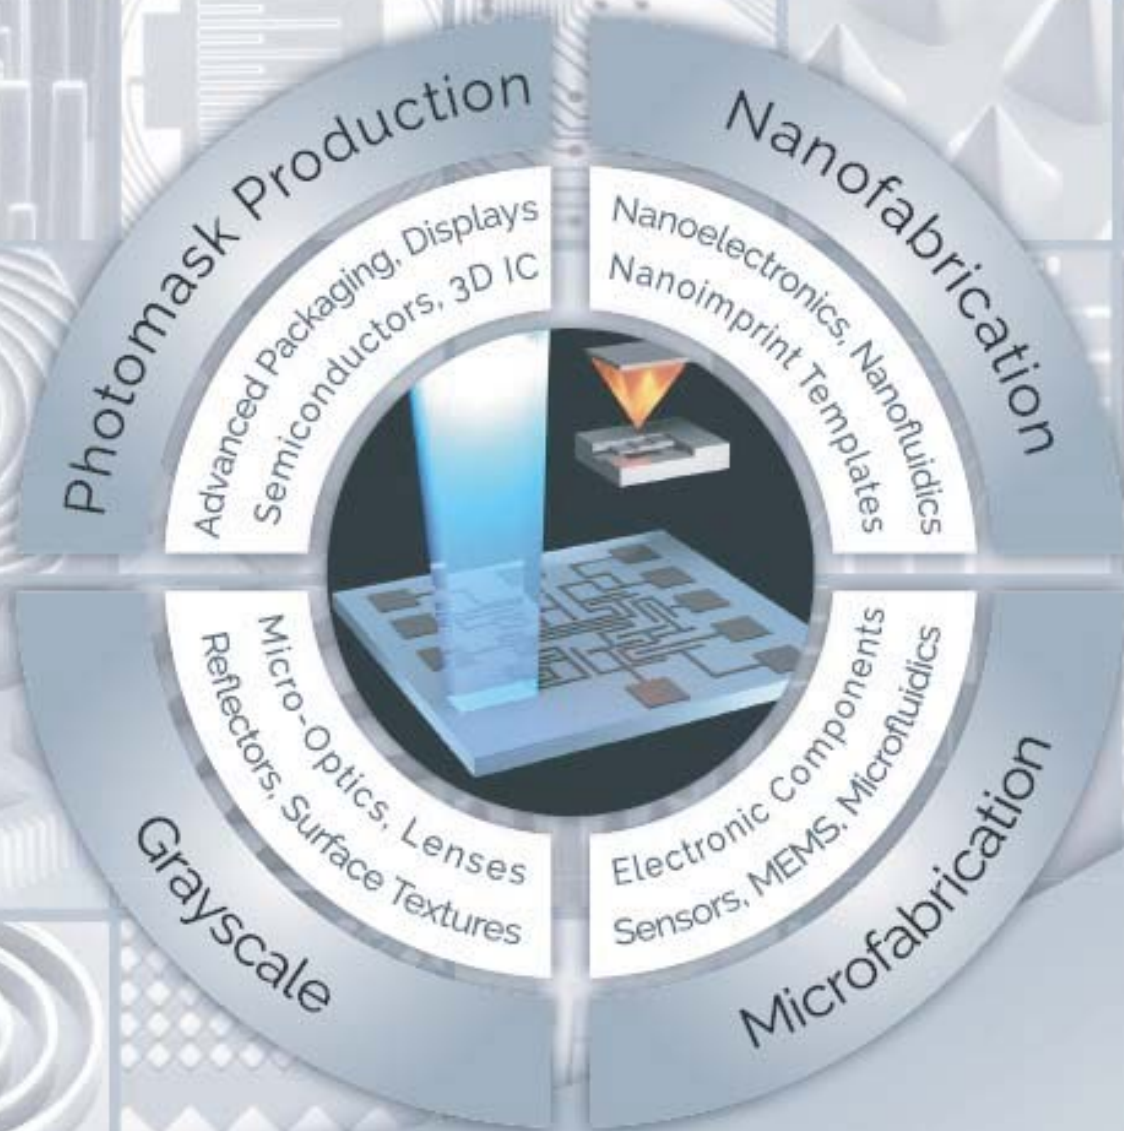 Photomask Production
Advanced Packaging, Displays
Semiconductors, 3D IC
Nanofabrication
Nanoelectronics, Nanofluidics
Nanoimprint Templates
Grayscale
Micro-Optics, Lenses
Reflectors, Surface Textures
Microfabrication
Electronic Components
Sensors, MEMS. Microfluidics